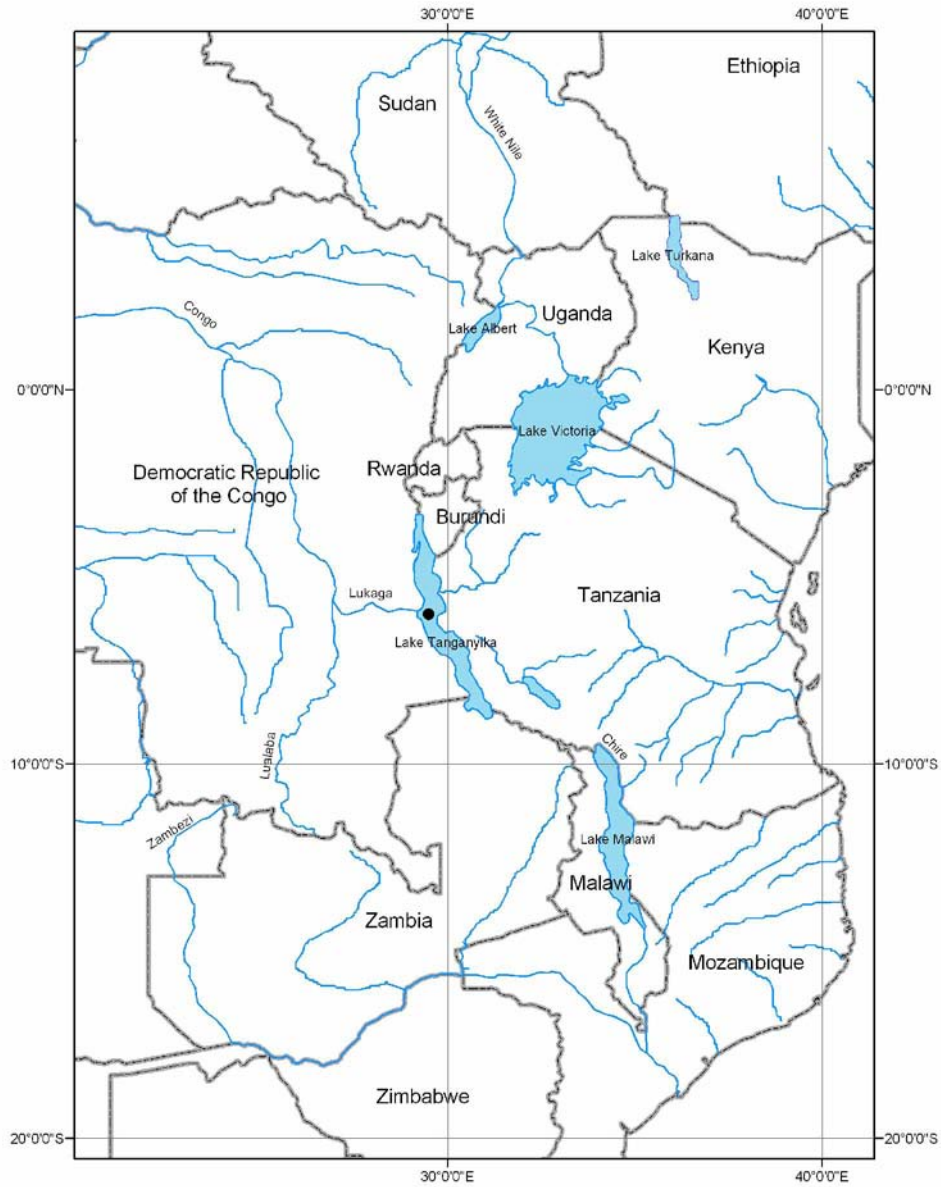 30°0'0"E
40°0'0"E
Ethiopia
Sudan
White Nile
Lake Turkana
Congo
Uganda
Lake Albert
Kenya
0°0'0"N
0°0'0"N
Lake Victoria
Democratic Republic
of the Congo
Rwanda
Burundi
Lukaga
Tanzania
Lake Tanganyika
Lualaba
Chire
10°0'0"S
10°0'0"S
Zambezi
Lake Malawi
Malawi
Zambia
Mozambique
Zimbabwe
20°0'0"S
20°0'0"S
30°0'0"E
40°0'0"E